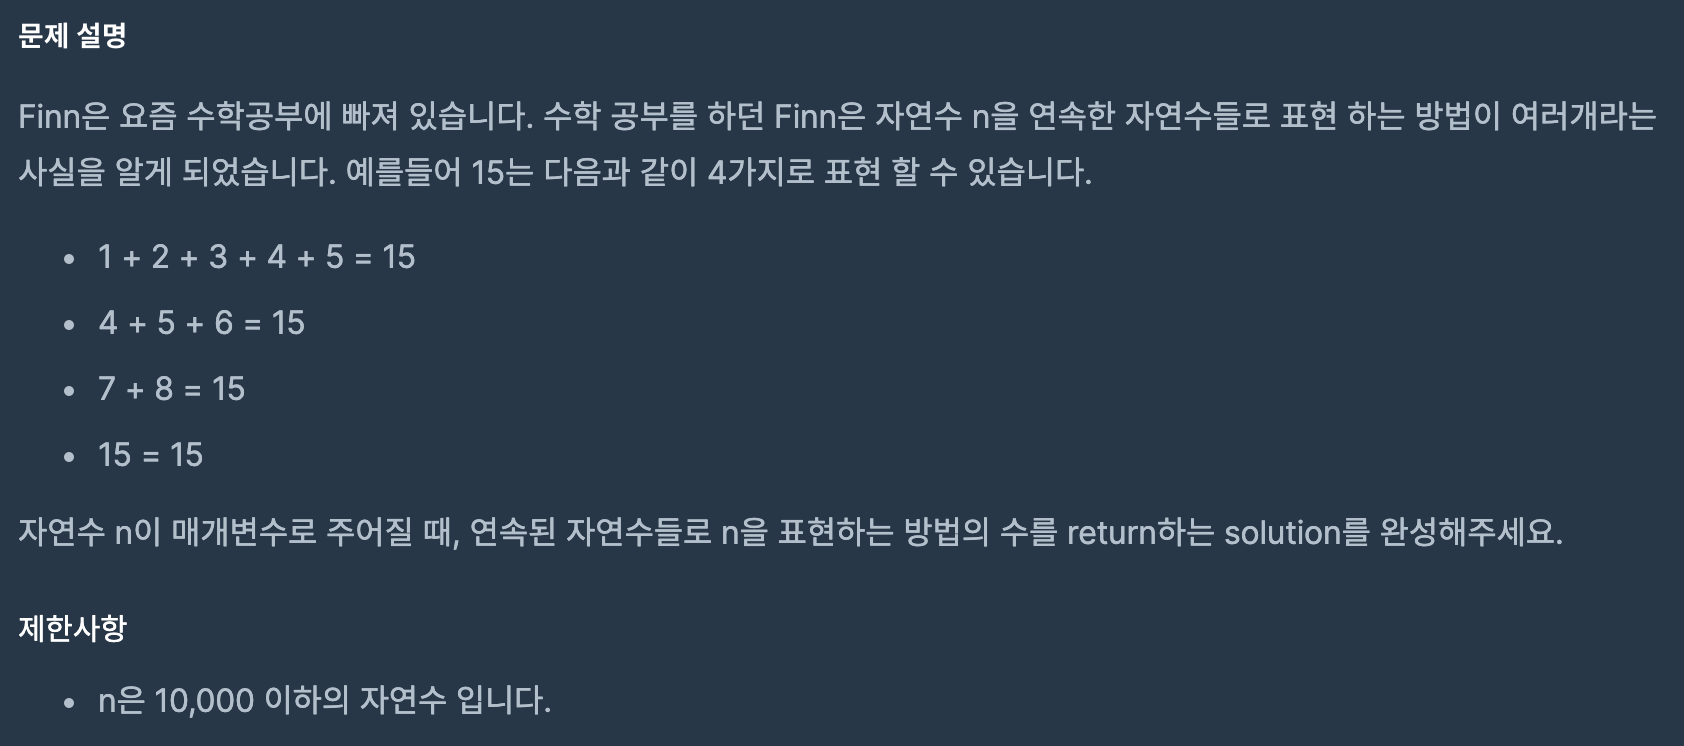 문제 설명
Finn은 요즘 수학공부에 빠져 있습니다. 수학 공부를 하던 Finn은 자연수 n을 연속한 자연수들로 표현 하는 방법이 여러개라는
사실을 알게 되었습니다. 예를들어 15는 다음과 같이 4가지로 표현 할 수 있습니다.
• 1 + 2 + 3 + 4 + 5 = 15
• 4 + 5 + 6 = 15
• 7 + 8 = 15
• 15 = 15
자연수 n이 매개변수로 주어질 때, 연속된 자연수들로 n을 표현하는 방법의 수를 return하는 solution를 완성해주세요.
제한사항
• n은 10,000 이하의 자연수 입니다.